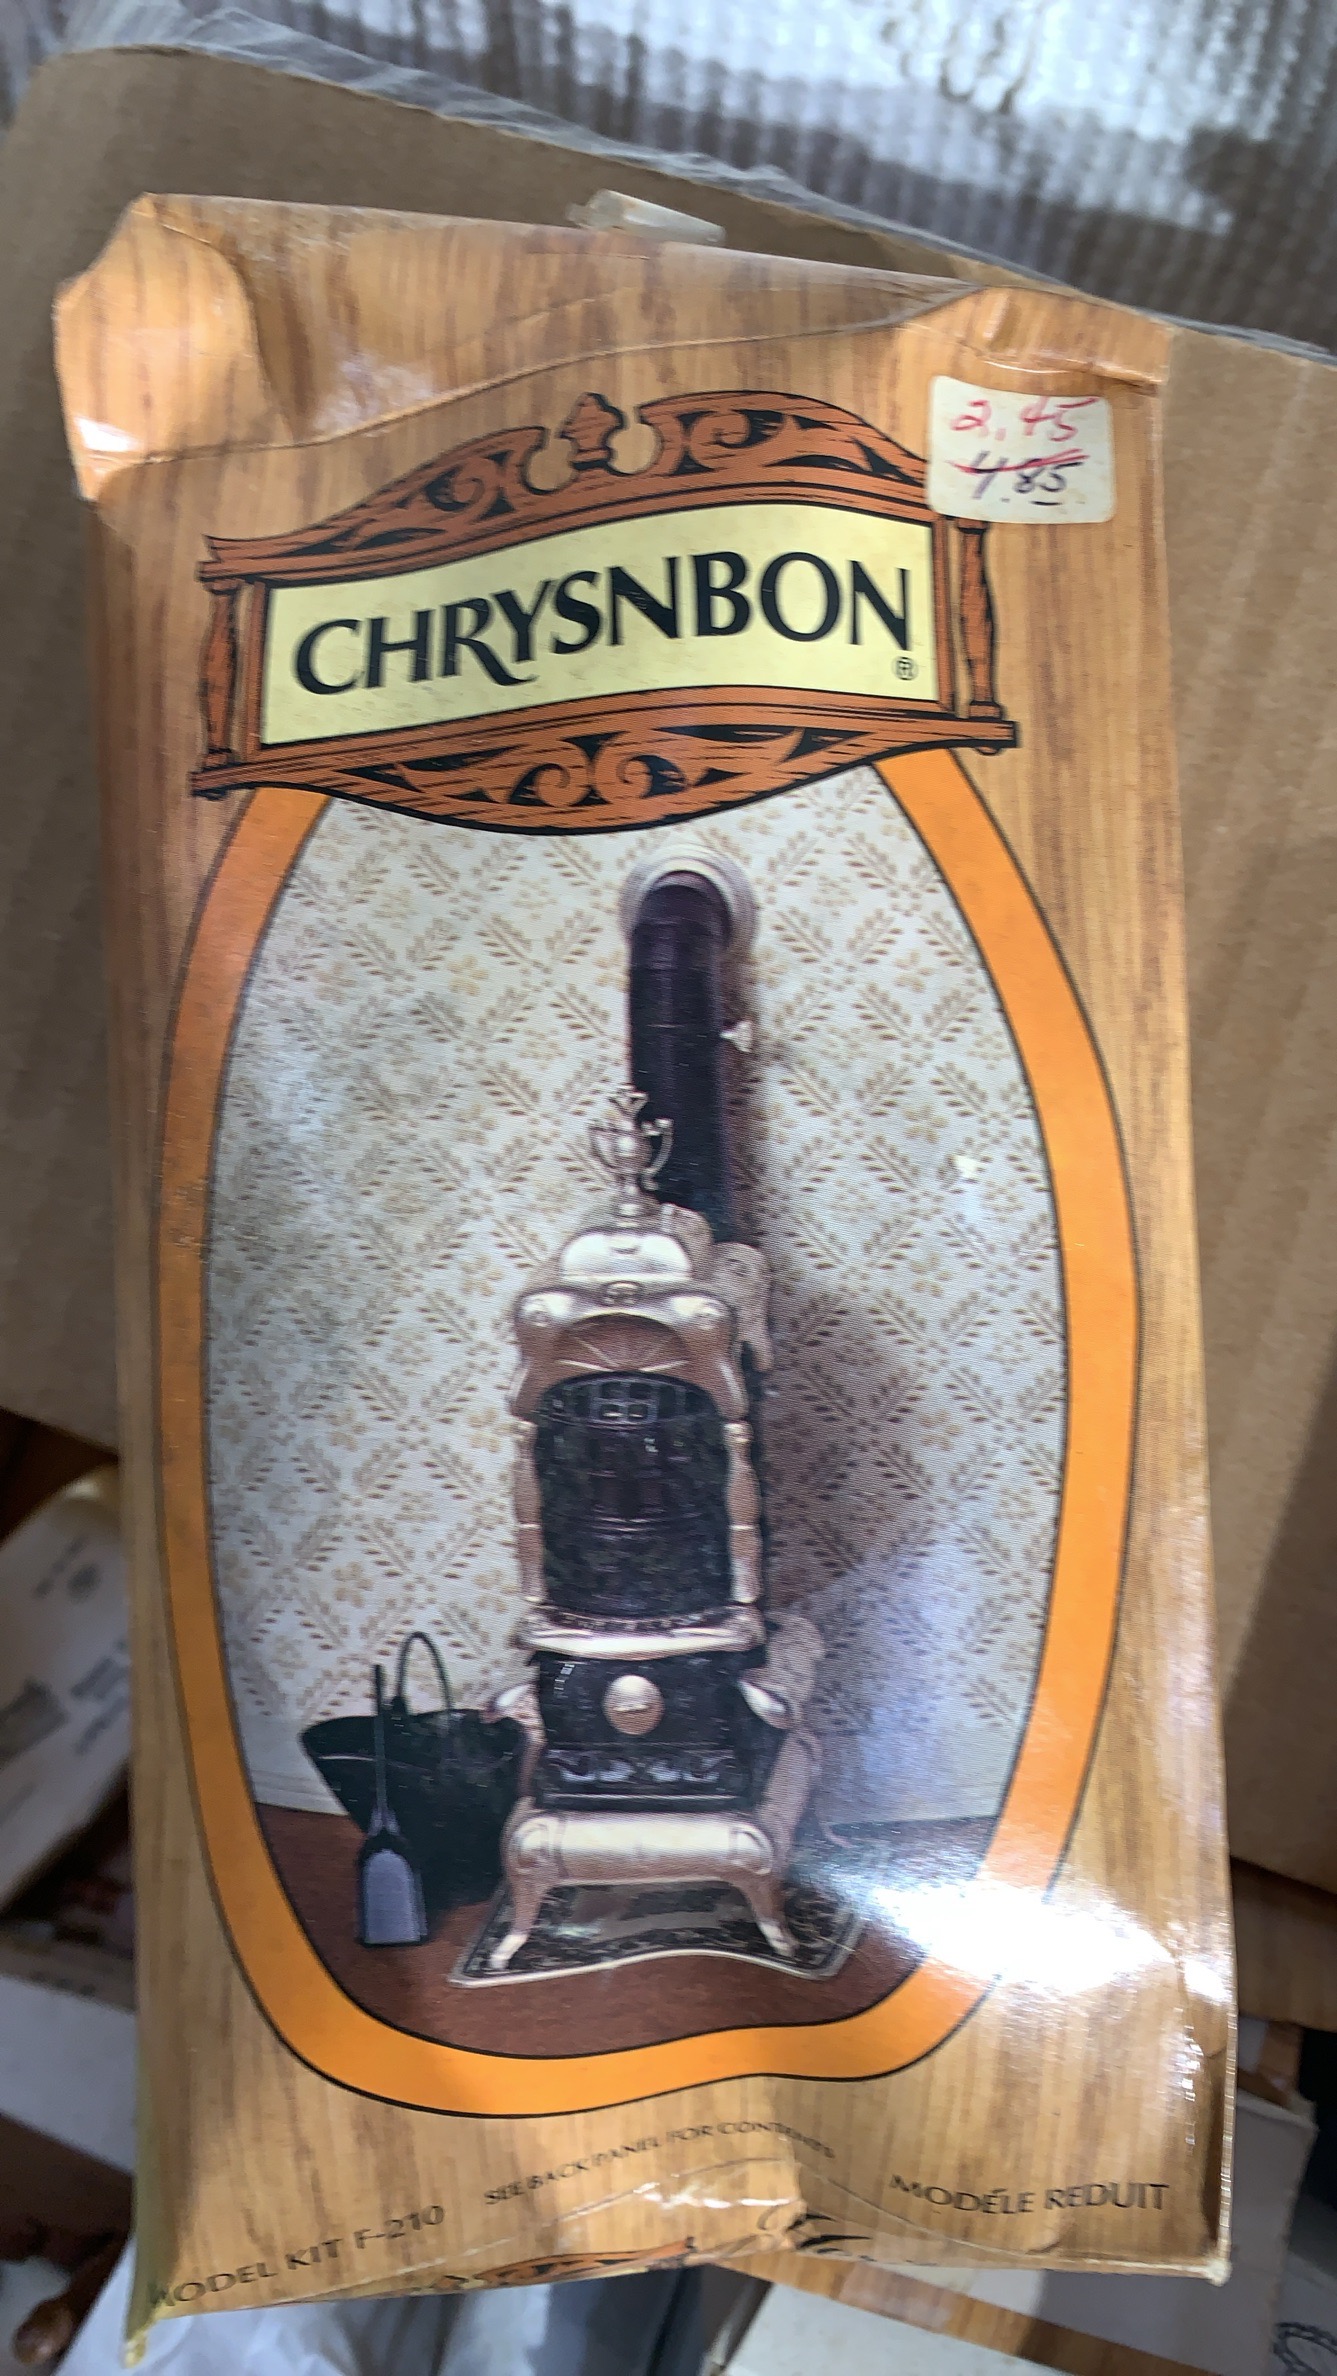 2.45
4.85
CHRYSNBON
®
MODEL KIT F-210
SEE BACK PANEL FOR CONTENTS
MODÉLE REDUIT